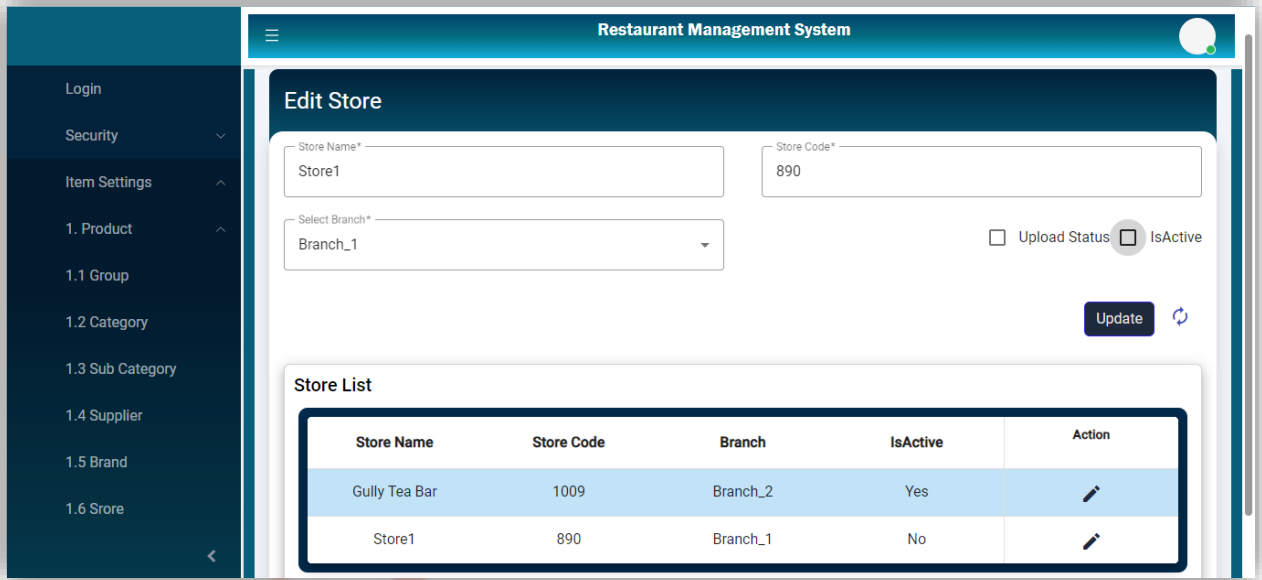 Restaurant Management System
Login
Security
Item Settings
1. Product
1.1 Group
1.2 Category
1.3 Sub Category
1.4 Supplier
1.5 Brand
1.6 Srore
Edit Store
Store Name* Store Code*
Store1 890
Select Branch*
Branch_1
Upload Status IsActive
Update
Store List
Store Name Store Code Branch IsActive Action
Gully Tea Bar 1009 Branch_2 Yes
Store1 890 Branch_1 No